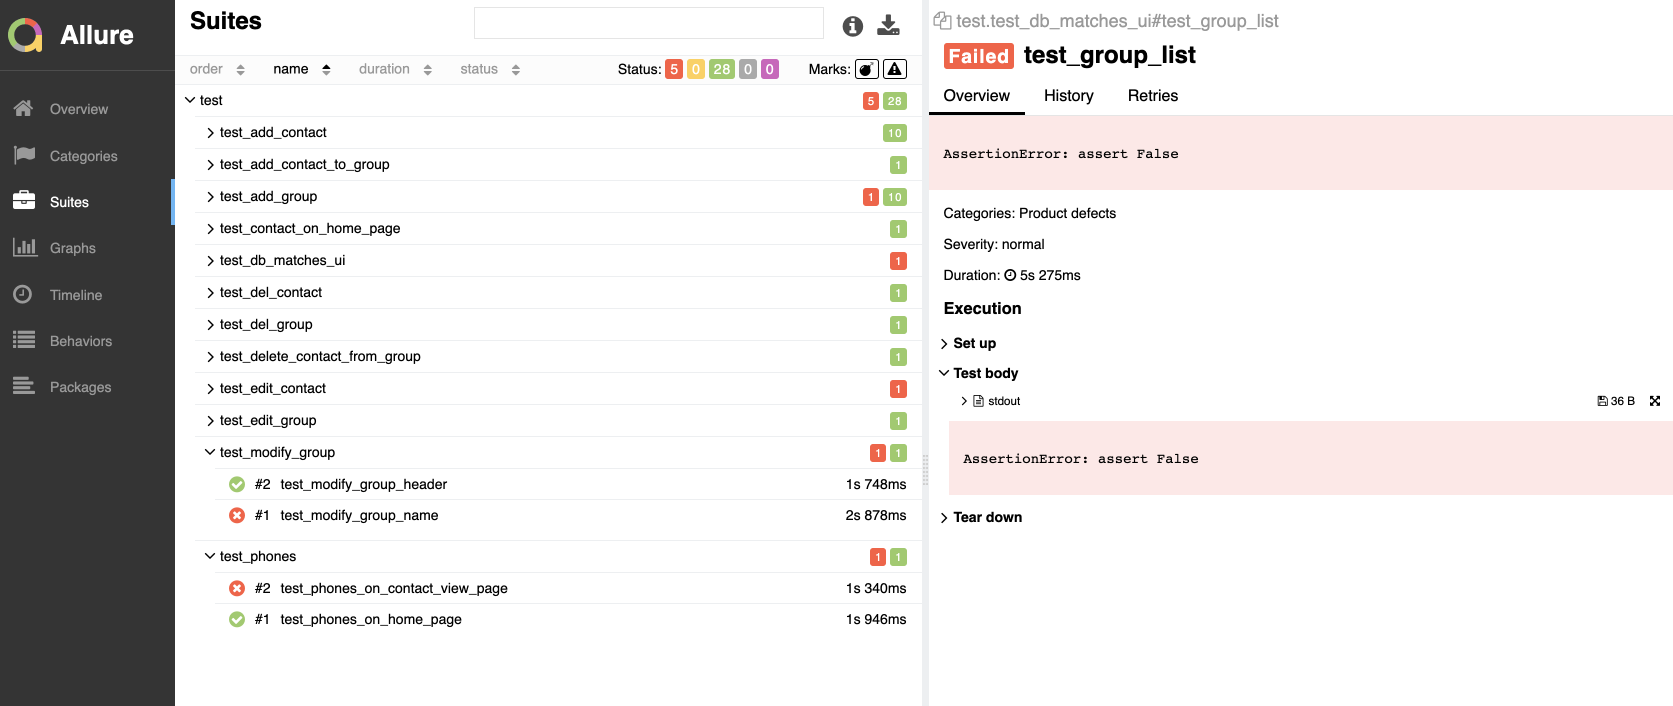 Allure
Overview
Categories
Suites
Graphs
Timeline
Behaviors
Packages
Suites
order name duration status Status: 5 0 28 0 0 Marks:
test 5 28
test_add_contact 10
test_add_contact_to_group 1
test_add_group 1 10
test_contact_on_home_page 1
test_db_matches_ui 1
test_del_contact 1
test_del_group 1
test_delete_contact_from_group 1
test_edit_contact 1
test_edit_group 1
test_modify_group 1 1
#2 test_modify_group_header 1s 748ms
#1 test_modify_group_name 2s 878ms
test_phones 1 1
#2 test_phones_on_contact_view_page 1s 340ms
#1 test_phones_on_home_page 1s 946ms
test.test_db_matches_ui#test_group_list
Failed test_group_list
Overview History Retries
AssertionError: assert False
Categories: Product defects
Severity: normal
Duration: 5s 275ms
Execution
Set up
Test body
stdout 36 B
AssertionError: assert False
Tear down